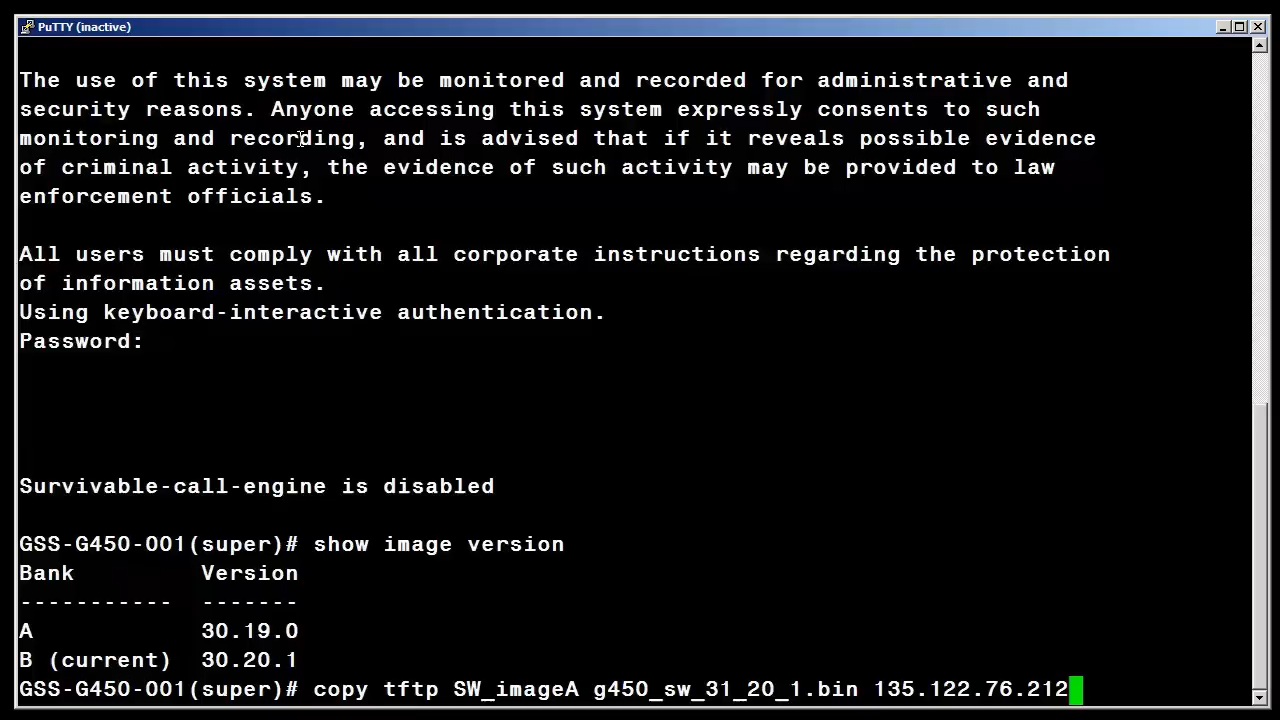 PuTTY (inactive)
The use of this system may be monitored and recorded for administrative and
security reasons. Anyone accessing this system expressly consents to such
monitoring and recording, and is advised that if it reveals possible evidence
of criminal activity, the evidence of such activity may be provided to law
enforcement officials.
All users must comply with all corporate instructions regarding the protection
of information assets.
Using keyboard-interactive authentication.
Password:
Survivable-call-engine is disabled
GSS-G450-001(super)# show image version
Bank Version
----------- -------
A 30.19.0
B (current) 30.20.1
GSS-G450-001(super)# copy tftp SW_imageA g450_sw_31_20_1.bin 135.122.76.212